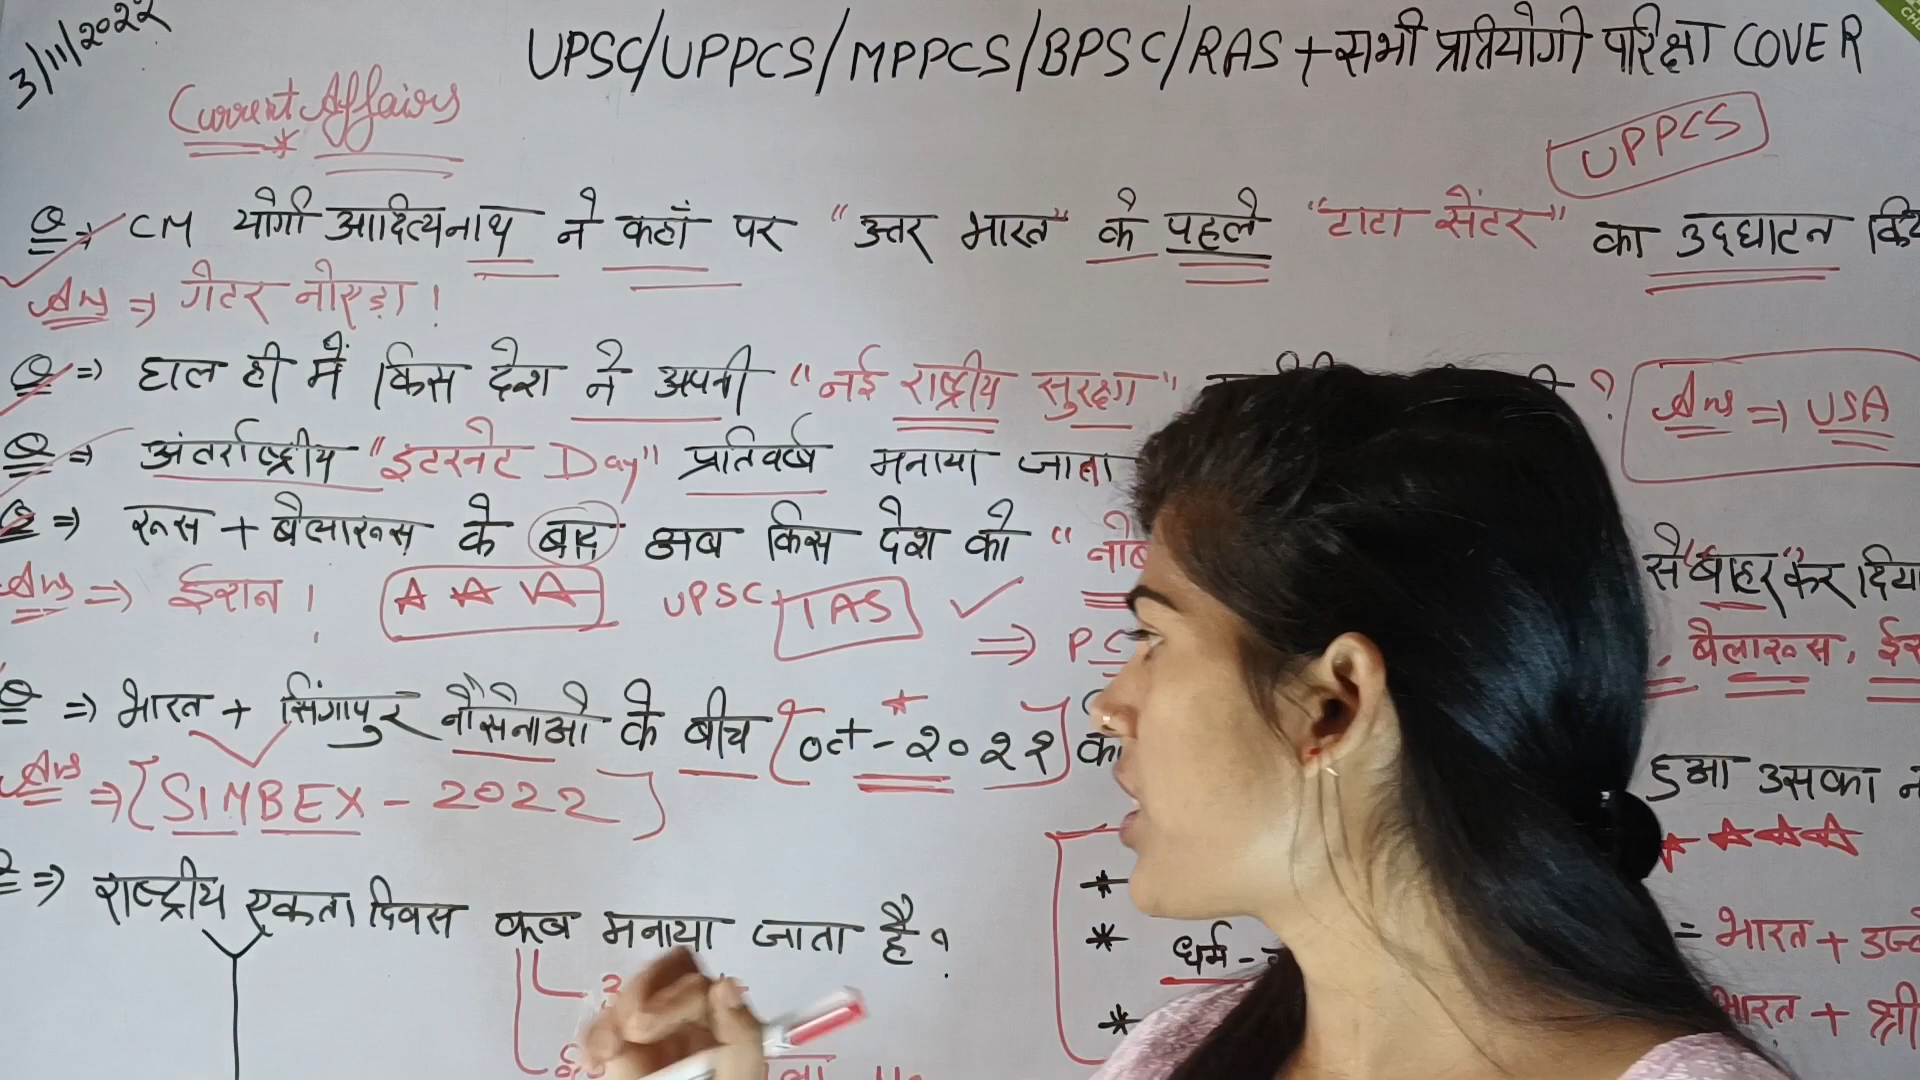 3/11/2022
UPSC/UPPCS/MPPCS/BPSC/RAS + सभी प्रतियोगी परिक्षा COVER
Current Affairs
UPPCS
Q ⇒ CM योगी आदित्यनाथ ने कहाँ पर "उत्तर भारत" के पहले "टाटा सेंटर" का उद्घाटन
Ans ⇒ ग्रेटर नोएडा!
Q ⇒ हाल ही में किस देश ने अपनी "नई राष्ट्रीय सुरक्षा" ? Ans ⇒ USA
Q ⇒ अंतर्राष्ट्रीय "इंटरनेट Day" प्रतिवर्ष मनाया जाता
Q ⇒ रूस + बेलारूस के बाद अब किस देश को " से "बाहर" कर दिया
Ans ⇒ ईरान! UPSC IAS ✓
⇒ बेलारूस,
Q ⇒ भारत + सिंगापुर नौसेनाओ के बीच [oct - 2022] का हुआ उसका
Ans ⇒ [SIMBEX - 2022]
⇒ राष्ट्रीय एकता दिवस कब मनाया जाता है?
* धर्म -
= भारत +
भारत + श्री